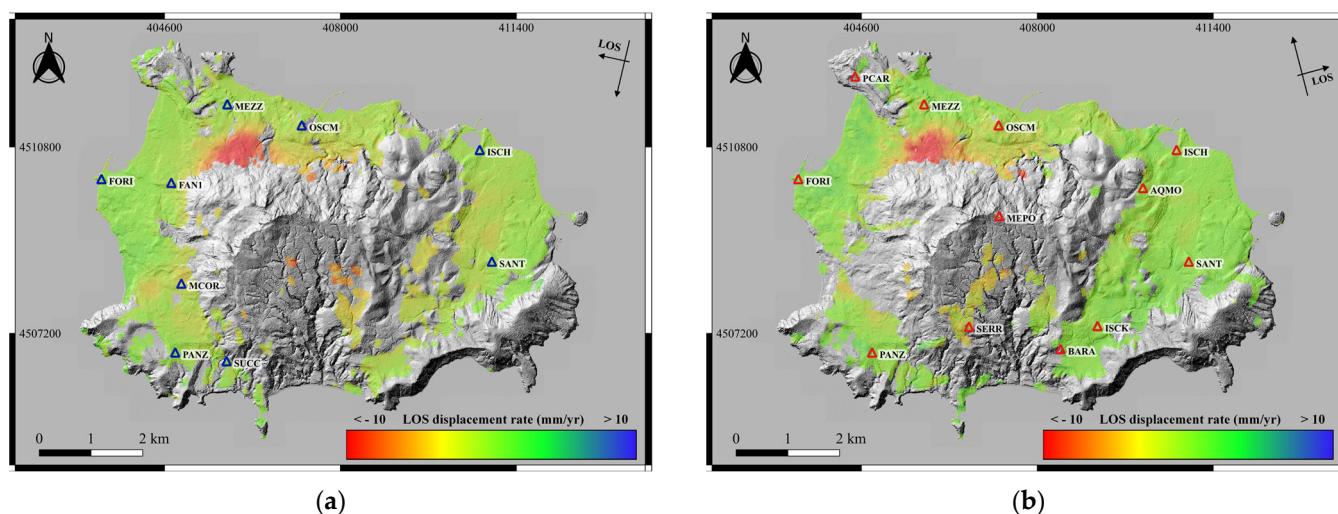 404600 408000 411400
N
LOS
MEZZ
OSCM
4510800
ISCH
FORI
FAN1
SANT
MCOR
4507200
PANZ
SUCC
< - 10 LOS displacement rate (mm/yr) > 10
0 1 2 km
(a)
404600 408000 411400
N
LOS
PCAR
MEZZ
OSCM
4510800
ISCH
FORI
AQMO
MEPO
SANT
4507200
SERR
ISCK
BARA
PANZ
< - 10 LOS displacement rate (mm/yr) > 10
0 1 2 km
(b)